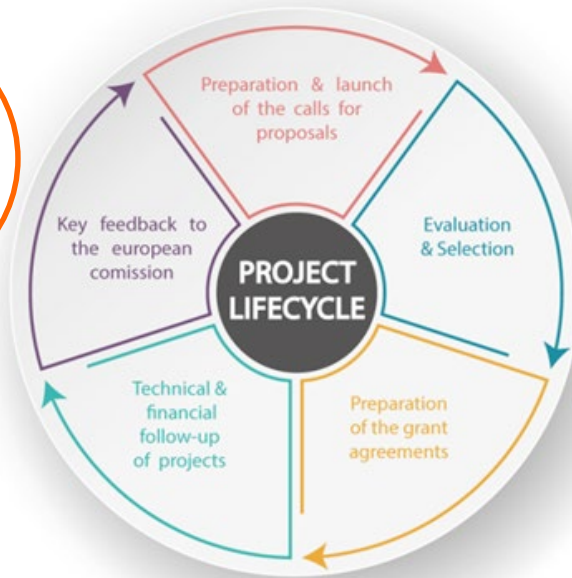 Preparation & launch
of the calls for
proposals
Evaluation
& Selection
Preparation
of the grant
agreements
Technical &
financial
follow-up
of projects
Key feedback to
the european
comission
PROJECT
LIFECYCLE